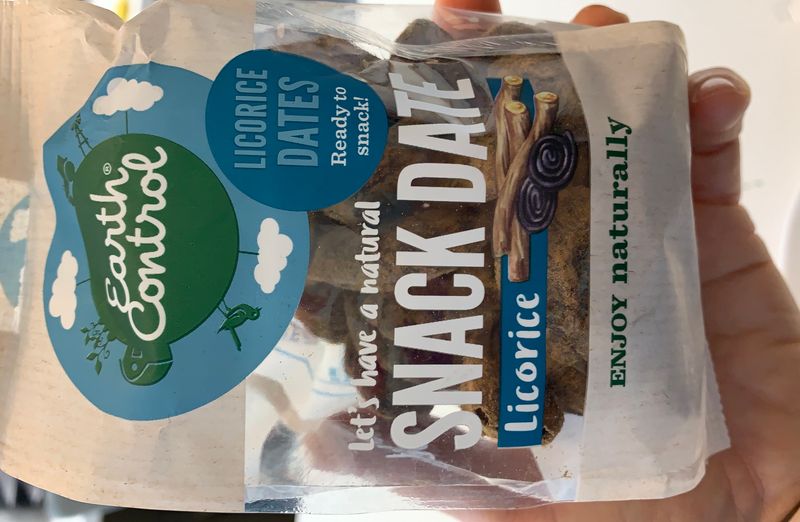 Earth®
Control
LICORICE
DATES
Ready to
snack!
Let's have a natural
SNACK DATE
Licorice
ENJOY naturally